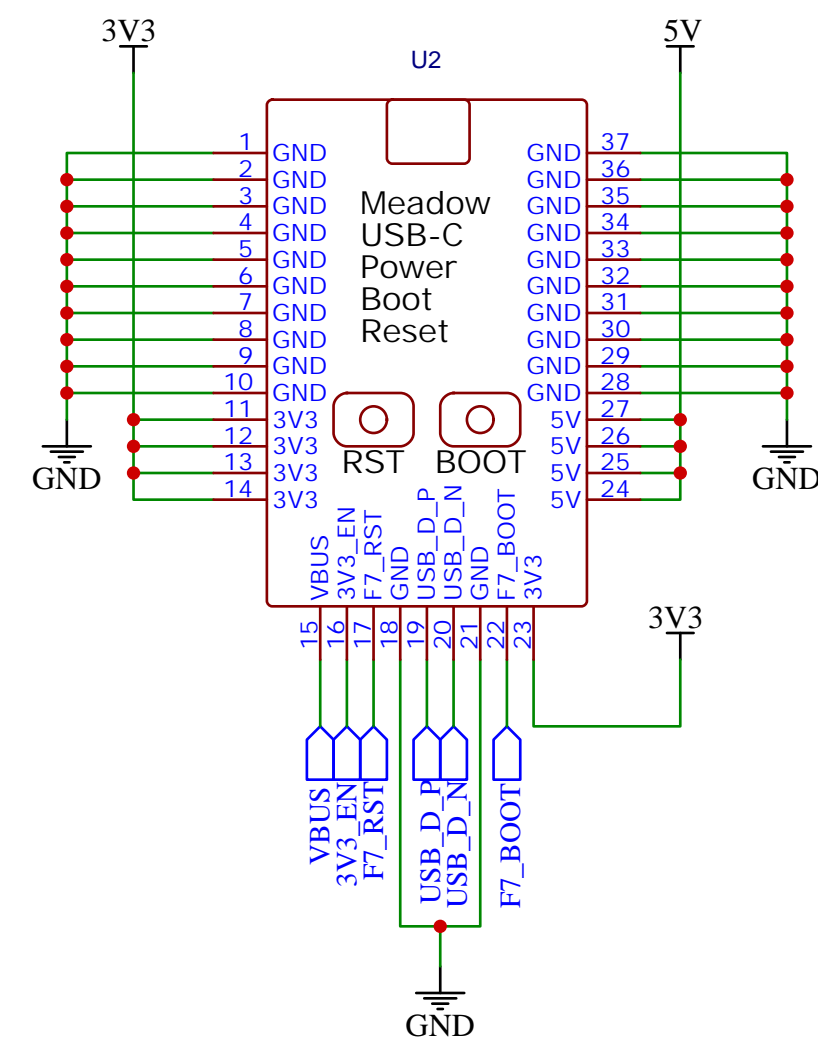 3V3
5V
U2
1 GND GND 37
2 GND GND 36
3 GND GND 35
4 GND GND 34
5 GND GND 33
6 GND GND 32
7 GND GND 31
8 GND GND 30
9 GND GND 29
10 GND GND 28
11 3V3 5V 27
12 3V3 5V 26
13 3V3 5V 25
14 3V3 5V 24
Meadow
USB-C
Power
Boot
Reset
RST
BOOT
GND
GND
VBUS
3V3_EN
F7_RST
GND
USB_D_P
USB_D_N
GND
F7_BOOT
3V3
15
16
17
18
19
20
21
22
23
3V3
VBUS
3V3_EN
F7_RST
USB_D_P
USB_D_N
F7_BOOT
GND